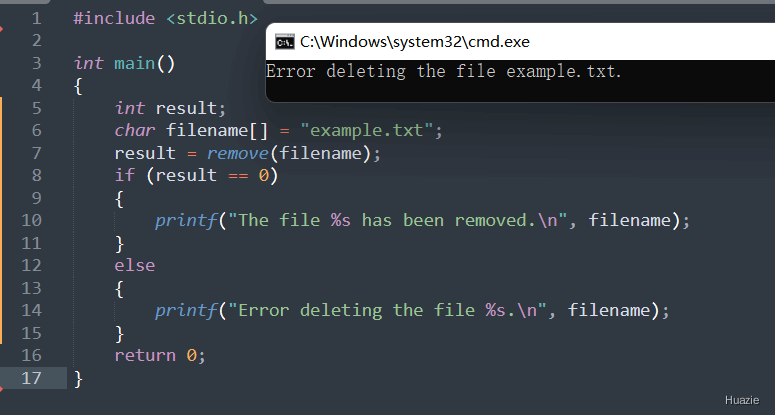 1 #include <stdio.h>
2
3 int main()
4 {
5     int result;
6     char filename[] = "example.txt";
7     result = remove(filename);
8     if (result == 0)
9     {
10         printf("The file %s has been removed.\n", filename);
11     }
12     else
13     {
14         printf("Error deleting the file %s.\n", filename);
15     }
16     return 0;
17 }
C:\Windows\system32\cmd.exe
Error deleting the file example.txt.
Huazie